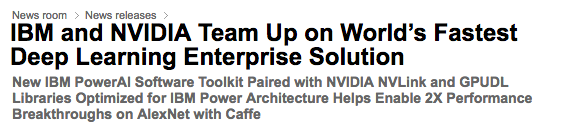 News room > News releases >
IBM and NVIDIA Team Up on World's Fastest
Deep Learning Enterprise Solution
New IBM PowerAI Software Toolkit Paired with NVIDIA NVLink and GPUDL
Libraries Optimized for IBM Power Architecture Helps Enable 2X Performance
Breakthroughs on AlexNet with Caffe